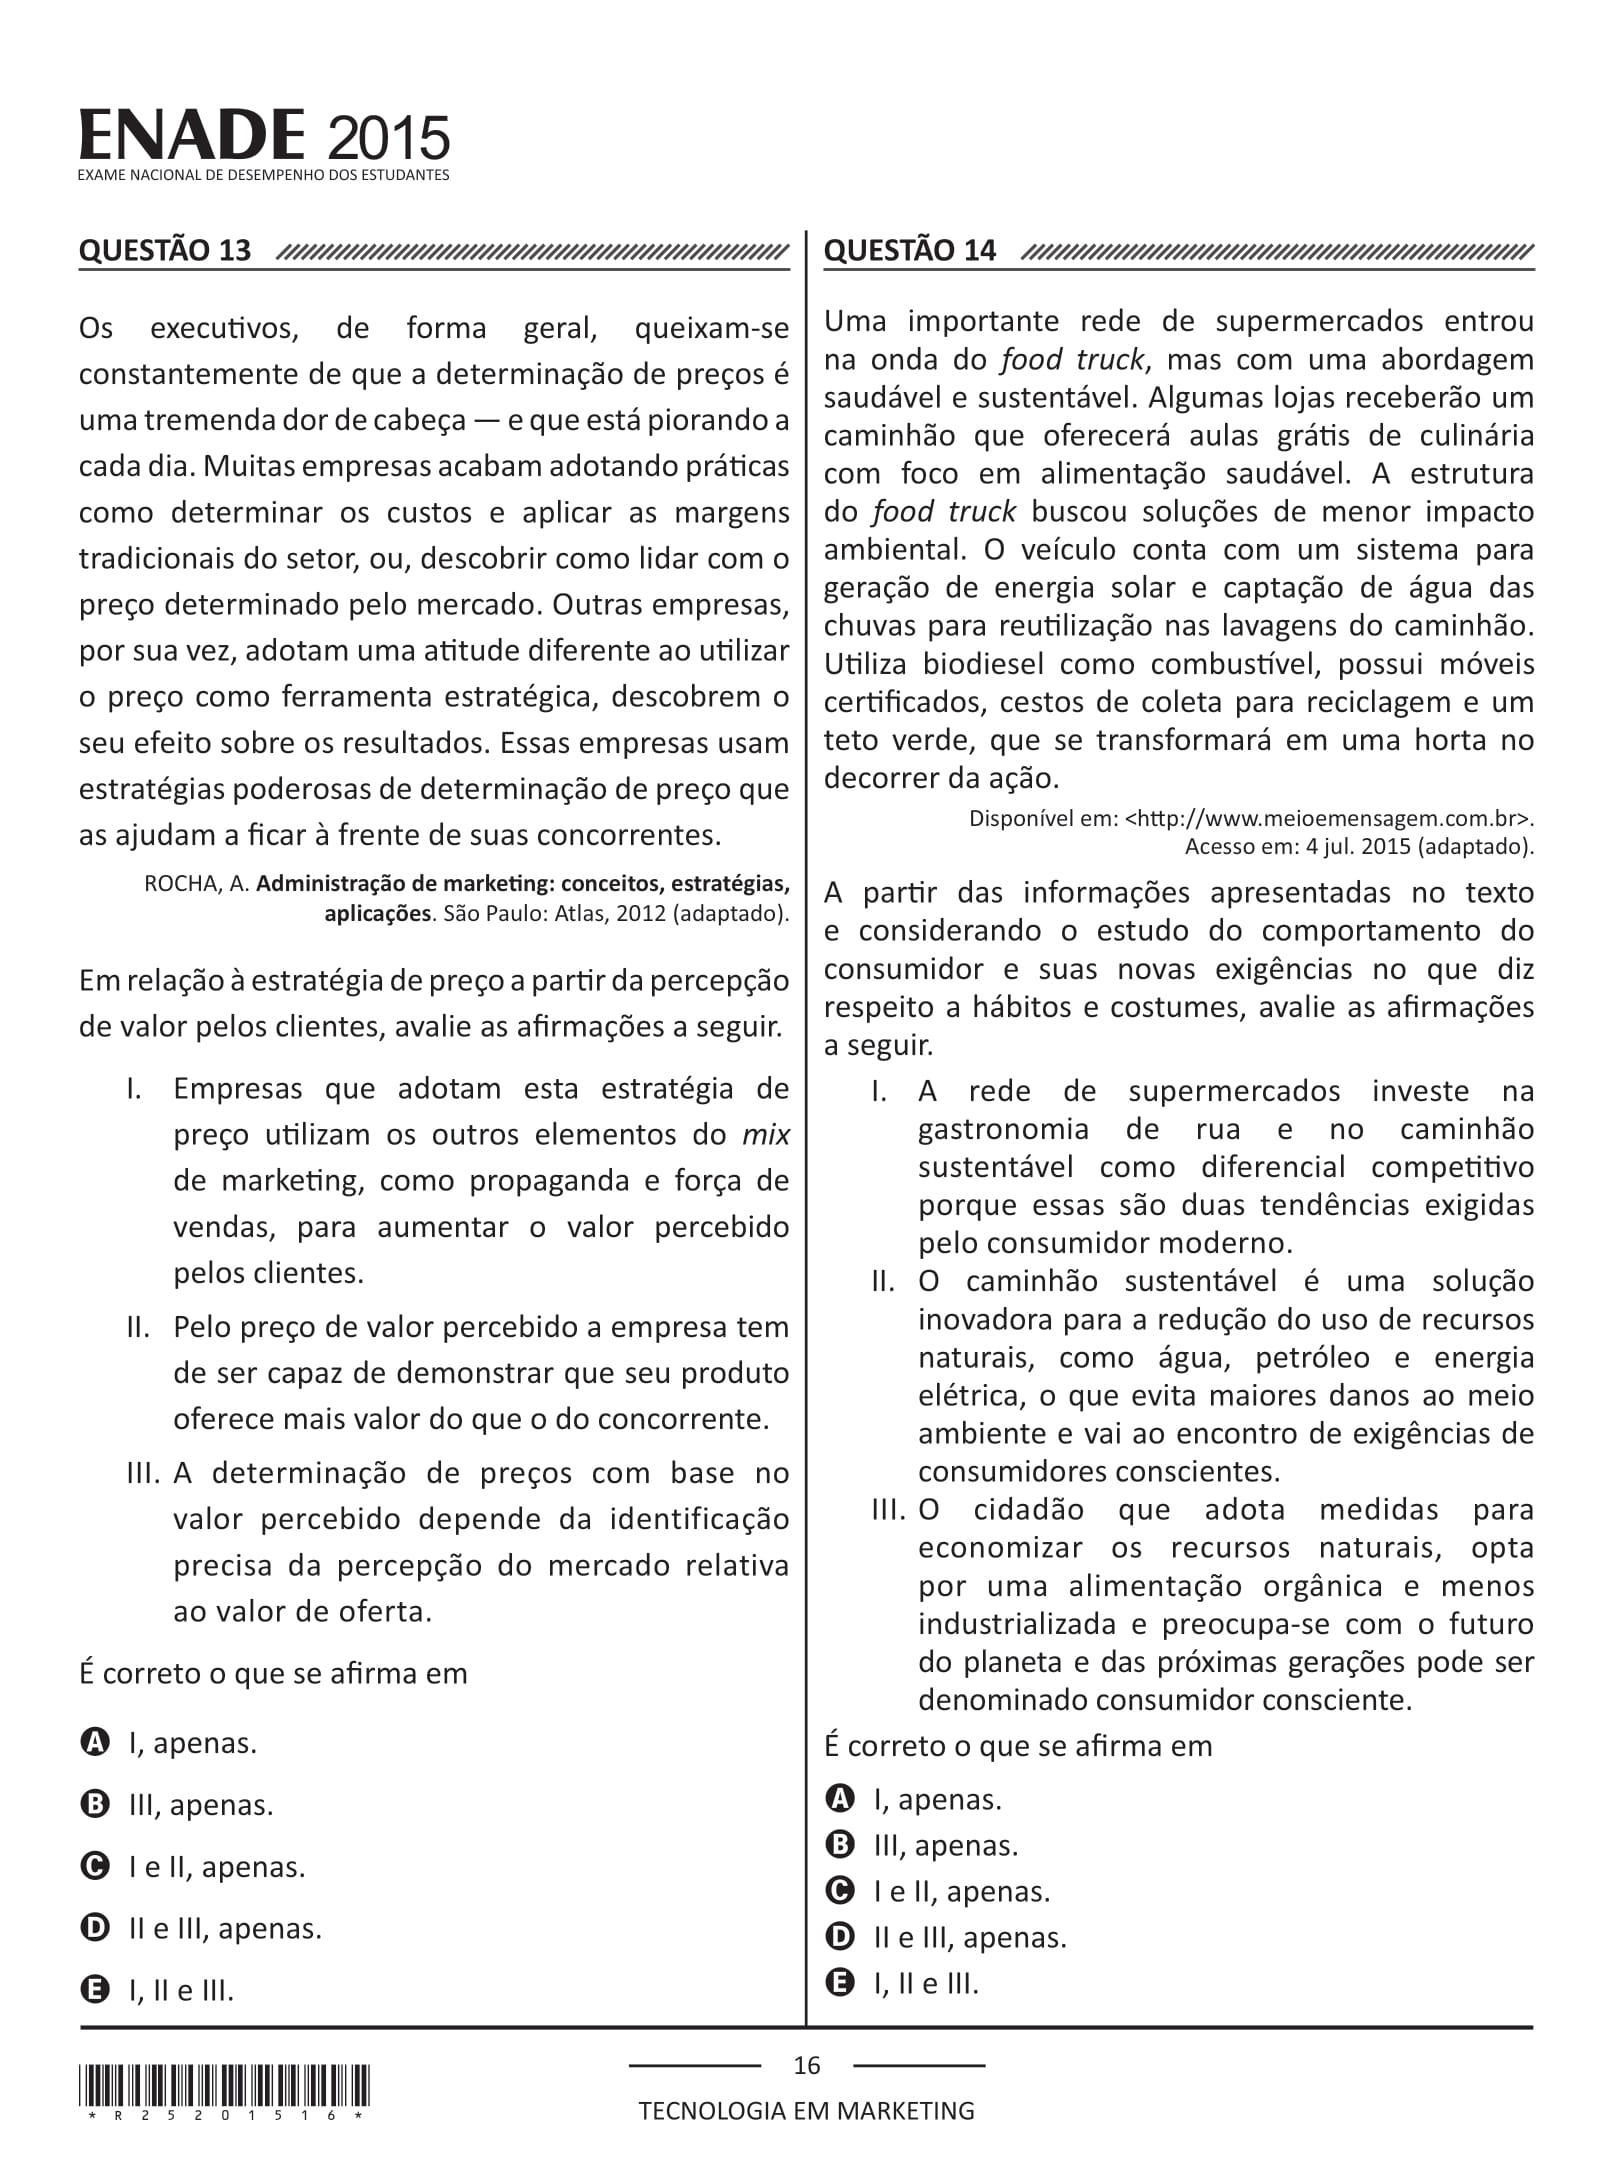 ENADE 2015
EXAME NACIONAL DE DESEMPENHO DOS ESTUDANTES
QUESTÃO 13
Os executivos, de forma geral, queixam-se
constantemente de que a determinação de preços é
uma tremenda dor de cabeça — e que está piorando a
cada dia. Muitas empresas acabam adotando práticas
como determinar os custos e aplicar as margens
tradicionais do setor, ou, descobrir como lidar com o
preço determinado pelo mercado. Outras empresas,
por sua vez, adotam uma atitude diferente ao utilizar
o preço como ferramenta estratégica, descobrem o
seu efeito sobre os resultados. Essas empresas usam
estratégias poderosas de determinação de preço que
as ajudam a ficar à frente de suas concorrentes.
ROCHA, A. Administração de marketing: conceitos, estratégias,
aplicações. São Paulo: Atlas, 2012 (adaptado).
Em relação à estratégia de preço a partir da percepção
de valor pelos clientes, avalie as afirmações a seguir.
I. Empresas que adotam esta estratégia de
preço utilizam os outros elementos do mix
de marketing, como propaganda e força de
vendas, para aumentar o valor percebido
pelos clientes.
II. Pelo preço de valor percebido a empresa tem
de ser capaz de demonstrar que seu produto
oferece mais valor do que o do concorrente.
III. A determinação de preços com base no
valor percebido depende da identificação
precisa da percepção do mercado relativa
ao valor de oferta.
É correto o que se afirma em
A I, apenas.
B III, apenas.
C I e II, apenas.
D II e III, apenas.
E I, II e III.
QUESTÃO 14
Uma importante rede de supermercados entrou
na onda do food truck, mas com uma abordagem
saudável e sustentável. Algumas lojas receberão um
caminhão que oferecerá aulas grátis de culinária
com foco em alimentação saudável. A estrutura
do food truck buscou soluções de menor impacto
ambiental. O veículo conta com um sistema para
geração de energia solar e captação de água das
chuvas para reutilização nas lavagens do caminhão.
Utiliza biodiesel como combustível, possui móveis
certificados, cestos de coleta para reciclagem e um
teto verde, que se transformará em uma horta no
decorrer da ação.
Disponível em: <http://www.meioemensagem.com.br>.
Acesso em: 4 jul. 2015 (adaptado).
A partir das informações apresentadas no texto
e considerando o estudo do comportamento do
consumidor e suas novas exigências no que diz
respeito a hábitos e costumes, avalie as afirmações
a seguir.
I. A rede de supermercados investe na
gastronomia de rua e no caminhão
sustentável como diferencial competitivo
porque essas são duas tendências exigidas
pelo consumidor moderno.
II. O caminhão sustentável é uma solução
inovadora para a redução do uso de recursos
naturais, como água, petróleo e energia
elétrica, o que evita maiores danos ao meio
ambiente e vai ao encontro de exigências de
consumidores conscientes.
III. O cidadão que adota medidas para
economizar os recursos naturais, opta
por uma alimentação orgânica e menos
industrializada e preocupa-se com o futuro
do planeta e das próximas gerações pode ser
denominado consumidor consciente.
É correto o que se afirma em
A I, apenas.
B III, apenas.
C I e II, apenas.
D II e III, apenas.
E I, II e III.
*R25201516*
16
TECNOLOGIA EM MARKETING